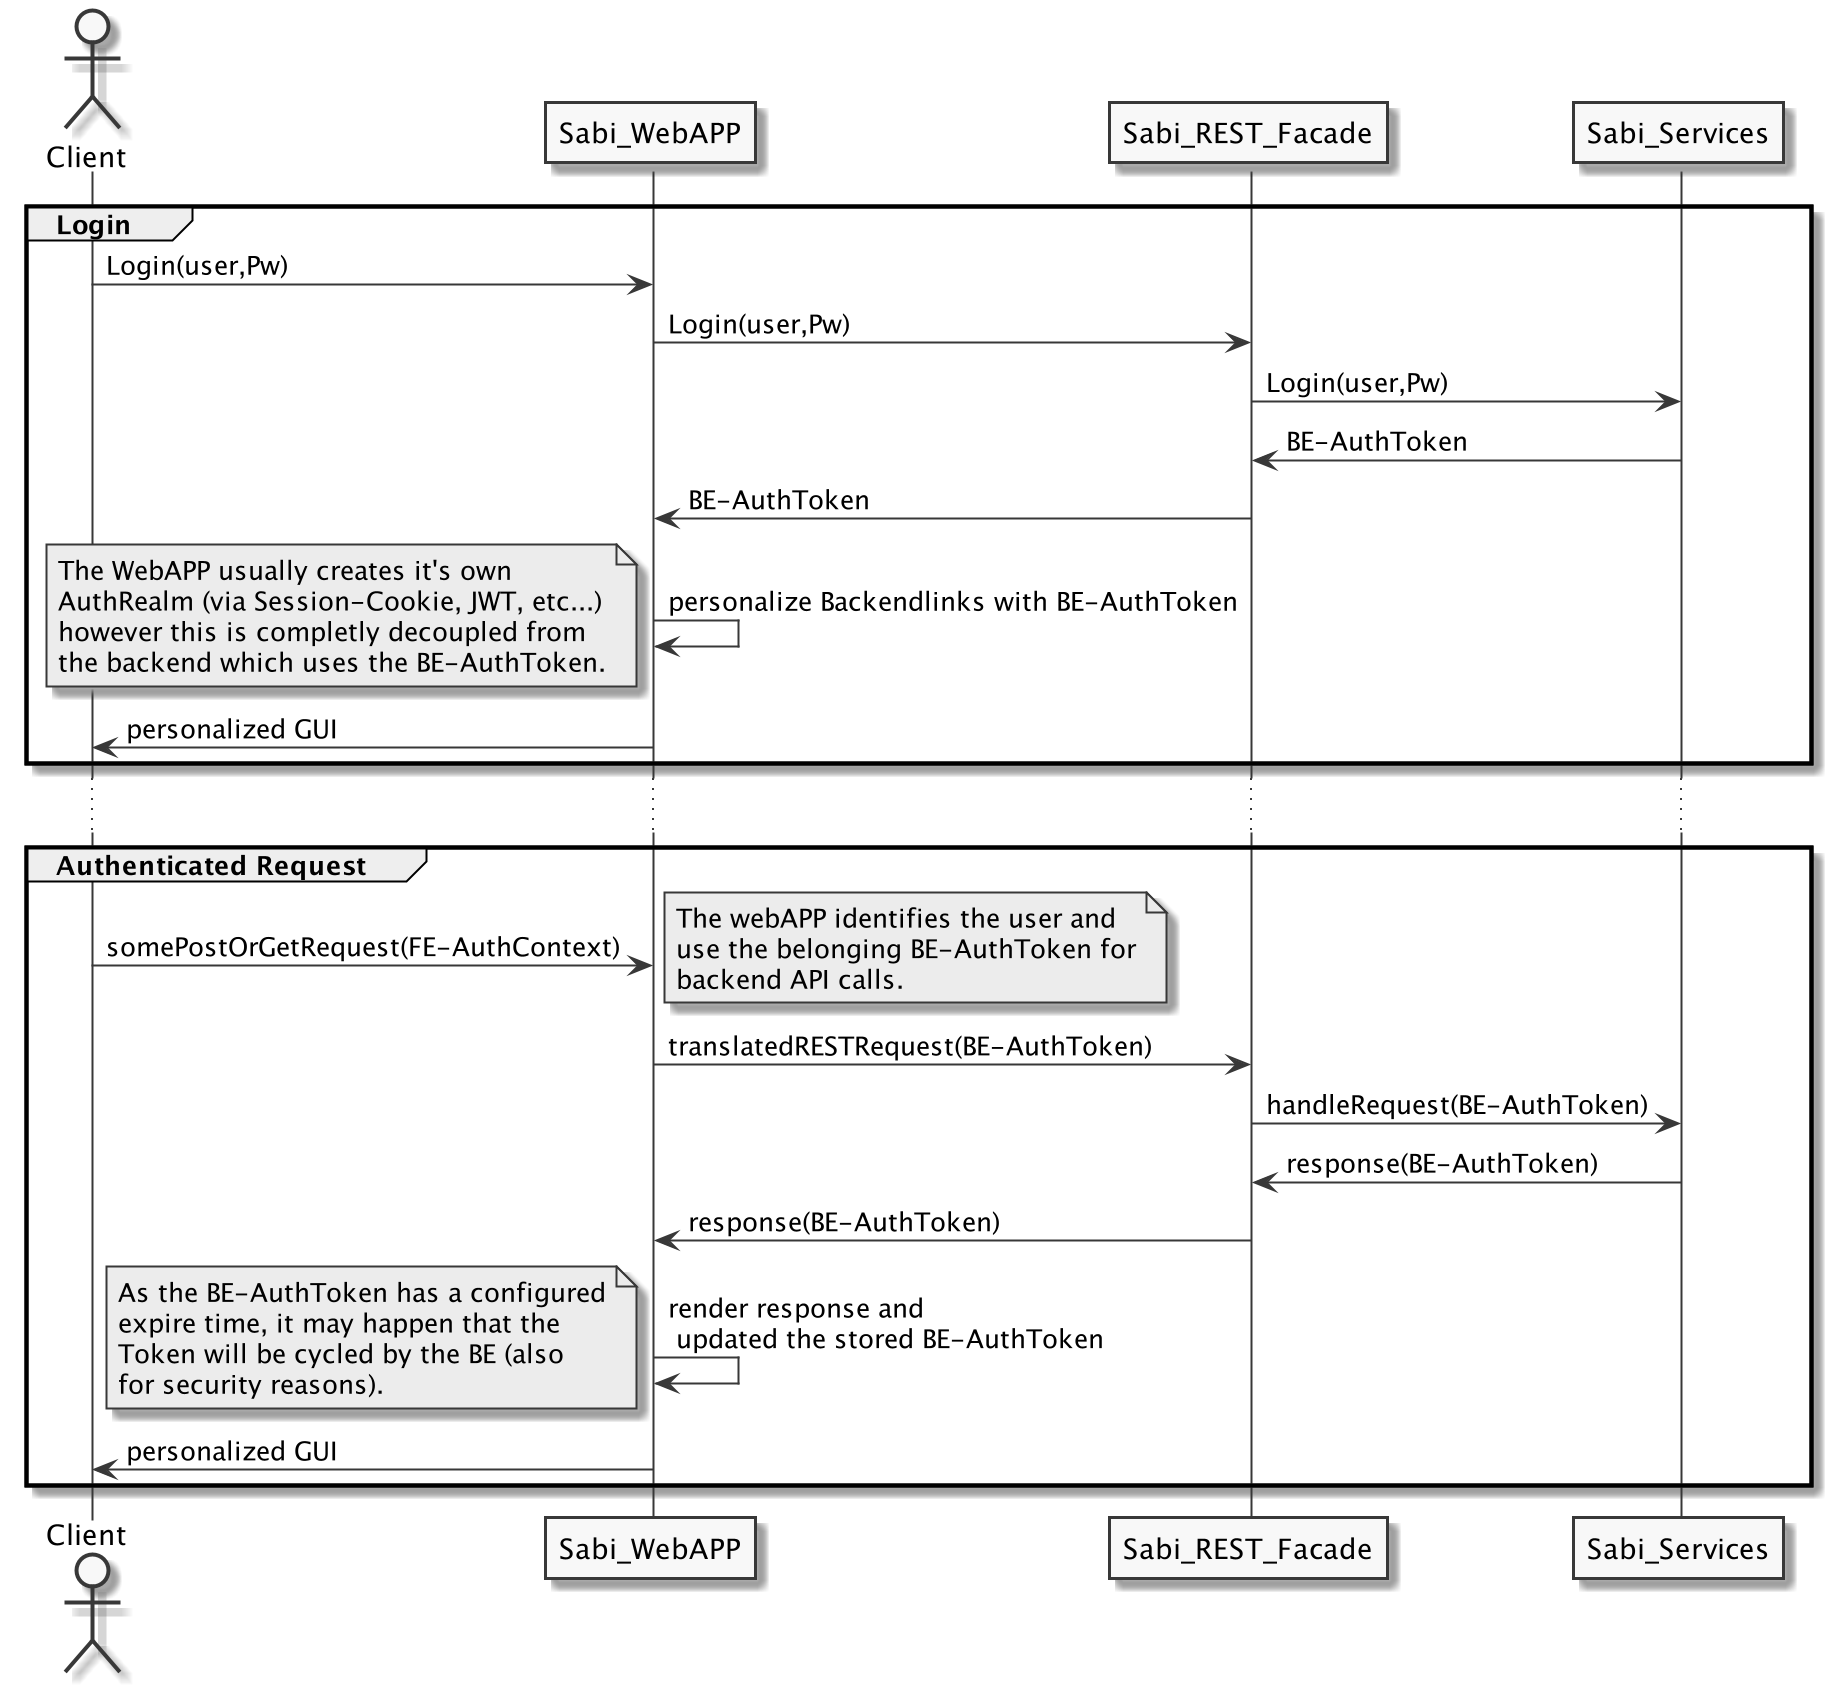 Client
Sabi_WebAPP
Sabi_REST_Facade
Sabi_Services
Login
Login(user,Pw)
Login(user,Pw)
Login(user,Pw)
BE-AuthToken
BE-AuthToken
The WebAPP usually creates it's own
AuthRealm (via Session-Cookie, JWT, etc...)
however this is completly decoupled from
the backend which uses the BE-AuthToken.
personalize Backendlinks with BE-AuthToken
personalized GUI
Authenticated Request
somePostOrGetRequest(FE-AuthContext)
The webAPP identifies the user and
use the belonging BE-AuthToken for
backend API calls.
translatedRESTRequest(BE-AuthToken)
handleRequest(BE-AuthToken)
response(BE-AuthToken)
response(BE-AuthToken)
As the BE-AuthToken has a configured
expire time, it may happen that the
Token will be cycled by the BE (also
for security reasons).
render response and
updated the stored BE-AuthToken
personalized GUI
Client
Sabi_WebAPP
Sabi_REST_Facade
Sabi_Services